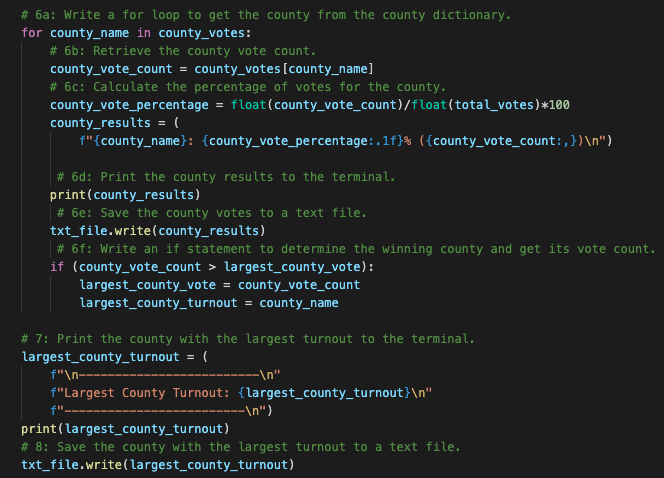 # 6a: Write a for loop to get the county from the county dictionary.
for county_name in county_votes:
    # 6b: Retrieve the county vote count.
    county_vote_count = county_votes[county_name]
    # 6c: Calculate the percentage of votes for the county.
    county_vote_percentage = float(county_vote_count)/float(total_votes)*100
    county_results = (
        f"{county_name}: {county_vote_percentage:.1f}% ({county_vote_count:,})\n")
     # 6d: Print the county results to the terminal.
    print(county_results)
     # 6e: Save the county votes to a text file.
    txt_file.write(county_results)
     # 6f: Write an if statement to determine the winning county and get its vote count.
    if (county_vote_count > largest_county_vote):
        largest_county_vote = county_vote_count
        largest_county_turnout = county_name
# 7: Print the county with the largest turnout to the terminal.
largest_county_turnout = (
    f"\n-------------------------\n"
    f"Largest County Turnout: {largest_county_turnout}\n"
    f"-------------------------\n")
print(largest_county_turnout)
# 8: Save the county with the largest turnout to a text file.
txt_file.write(largest_county_turnout)